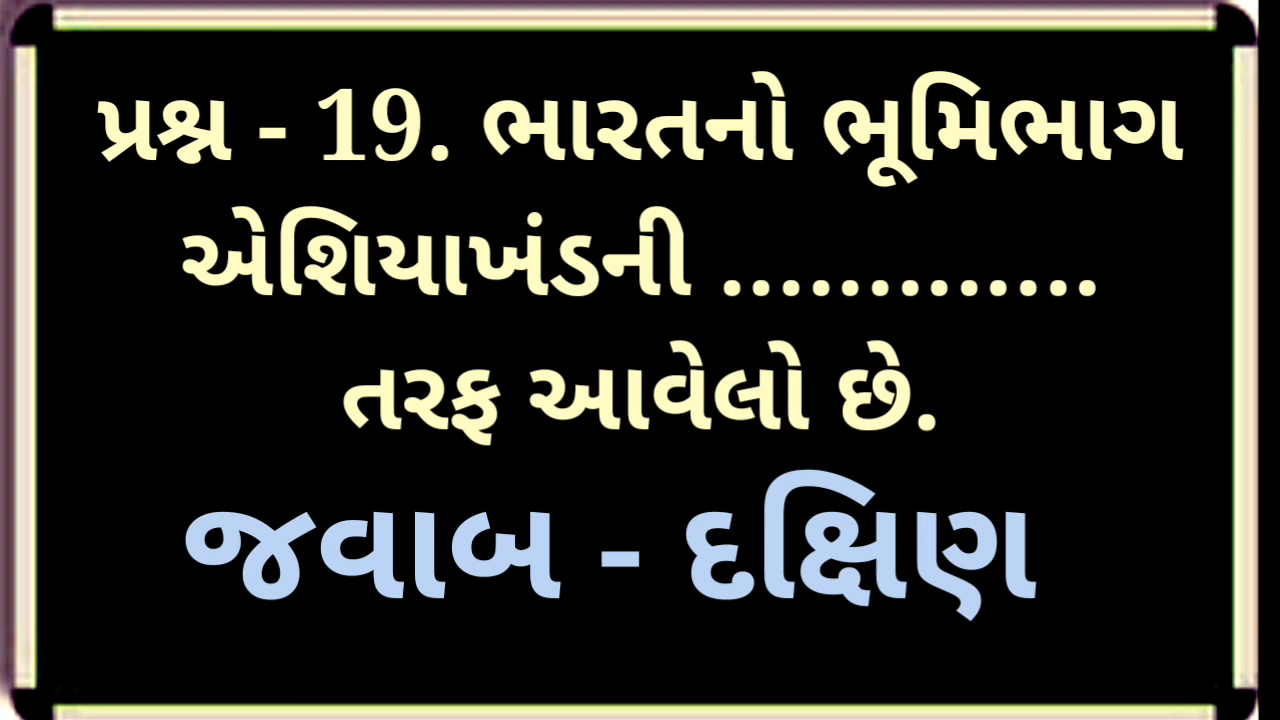 પ્રશ્ન - 19. ભારતનો ભૂમિભાગ
એશિયાખંડની .............
તરફ આવેલો છે.
જવાબ - દક્ષિણ